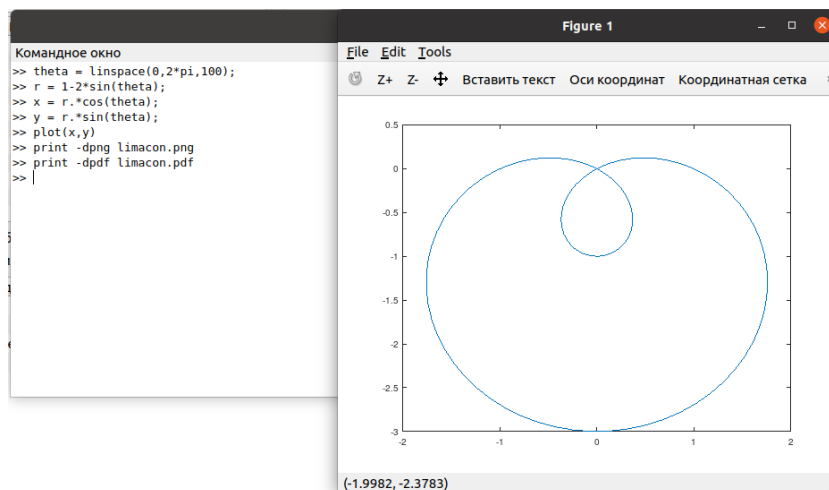 Командное окно
>> theta = linspace(0,2*pi,100);
>> r = 1-2*sin(theta);
>> x = r.*cos(theta);
>> y = r.*sin(theta);
>> plot(x,y)
>> print -dpng limacon.png
>> print -dpdf limacon.pdf
>>
Figure 1
File Edit Tools
Z+ Z- Вставить текст Оси координат Координатная сетка
0.5
0
-0.5
-1
-1.5
-2
-2.5
-3
-2 -1 0 1 2
(-1.9982, -2.3783)